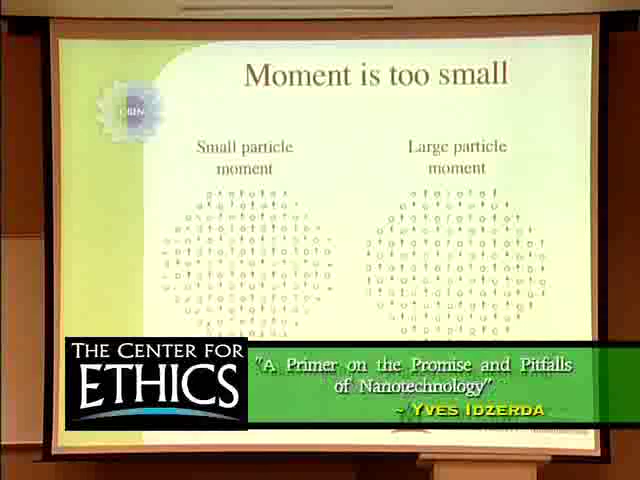 Moment is too small
Small particle
moment
Large particle
moment
THE CENTER FOR
ETHICS
"A Primer on the Promise and Pitfalls
of Nanotechnology"
~ YVES IDZERDA